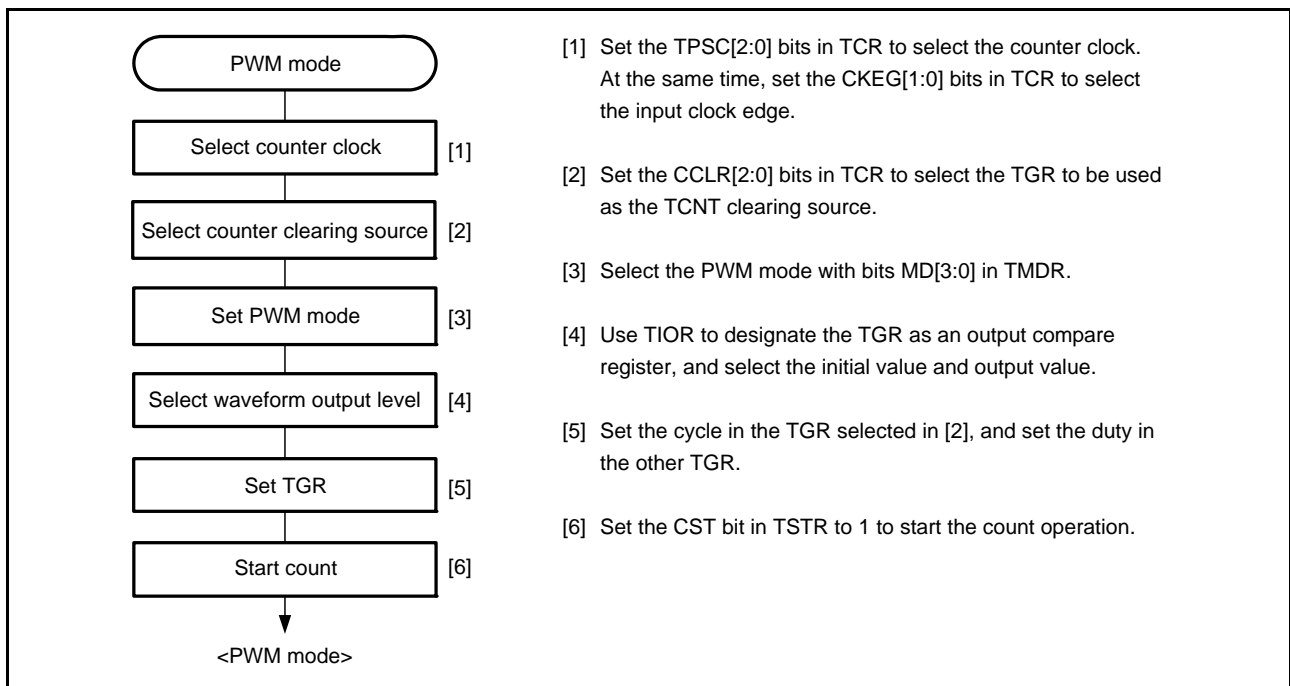 PWM mode
Select counter clock [1]
Select counter clearing source [2]
Set PWM mode [3]
Select waveform output level [4]
Set TGR [5]
Start count [6]
<PWM mode>
[1] Set the TPSC[2:0] bits in TCR to select the counter clock.
At the same time, set the CKEG[1:0] bits in TCR to select
the input clock edge.
[2] Set the CCLR[2:0] bits in TCR to select the TGR to be used
as the TCNT clearing source.
[3] Select the PWM mode with bits MD[3:0] in TMDR.
[4] Use TIOR to designate the TGR as an output compare
register, and select the initial value and output value.
[5] Set the cycle in the TGR selected in [2], and set the duty in
the other TGR.
[6] Set the CST bit in TSTR to 1 to start the count operation.